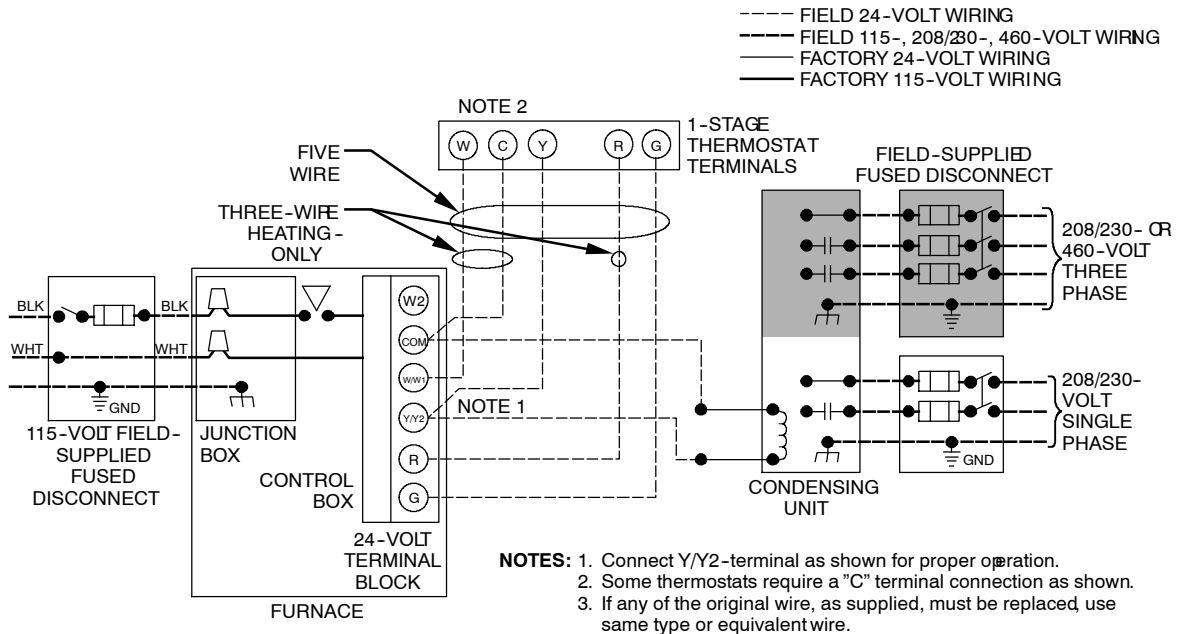 FIELD 24-VOLT WIRING
FIELD 115-, 208/230-, 460-VOLT WIRING
FACTORY 24-VOLT WIRING
FACTORY 115-VOLT WIRING
NOTE 2
W C Y R G
1-STAGE
THERMOSTAT
TERMINALS
FIVE
WIRE
THREE-WIRE
HEATING-
ONLY
FIELD-SUPPLIED
FUSED DISCONNECT
208/230- OR
460-VOLT
THREE
PHASE
BLK
BLK
WHT
WHT
GND
115-VOLT FIELD-
SUPPLIED
FUSED
DISCONNECT
JUNCTION
BOX
CONTROL
BOX
W2
COM
W/W1
Y/Y2
R
G
NOTE 1
24-VOLT
TERMINAL
BLOCK
FURNACE
CONDENSING
UNIT
208/230-
VOLT
SINGLE
PHASE
GND
NOTES: 1. Connect Y/Y2-terminal as shown for proper operation.
2. Some thermostats require a "C" terminal connection as shown.
3. If any of the original wire, as supplied, must be replaced, use
same type or equivalent wire.